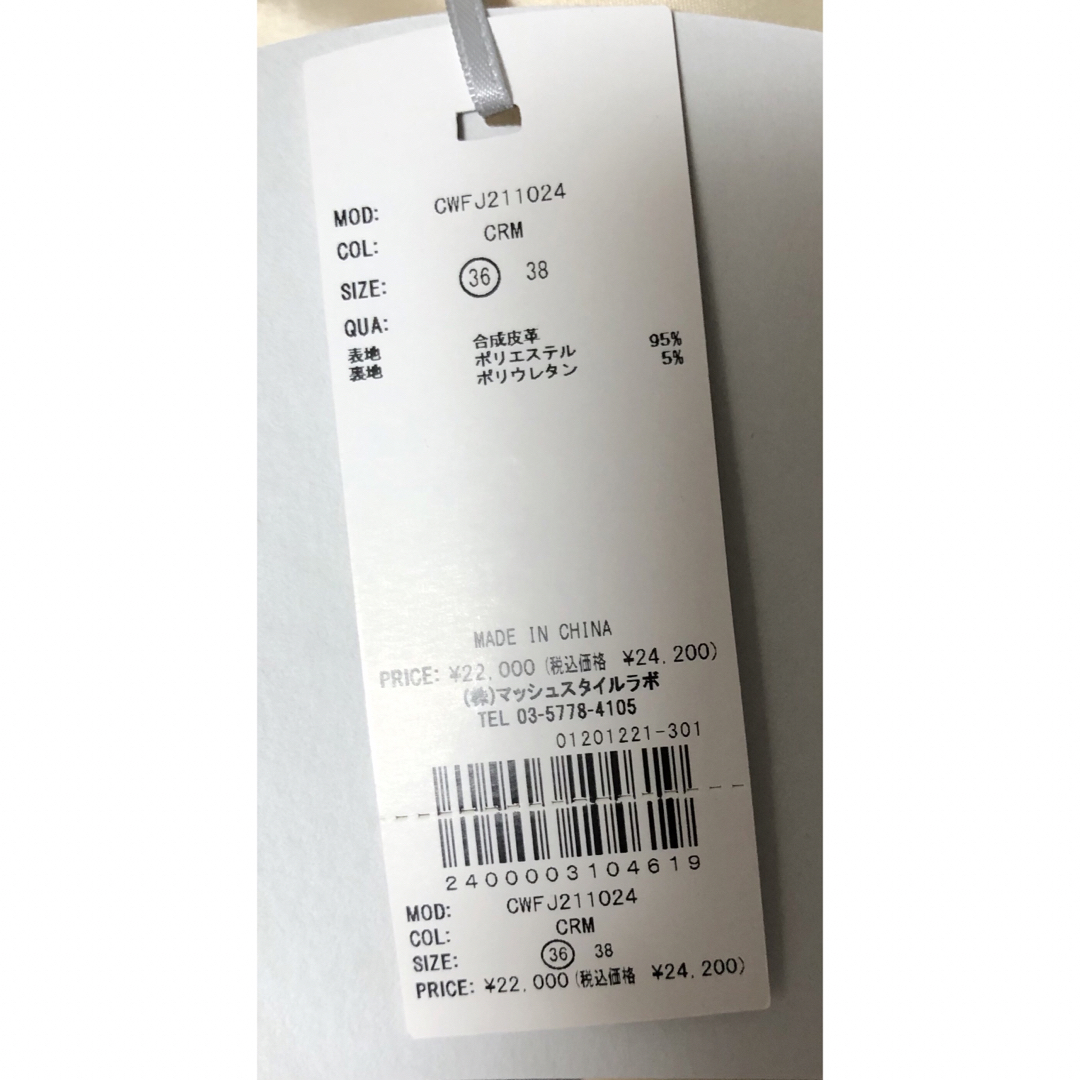 MOD: CWFJ211024
COL: CRM
SIZE: 36 38
QUA:
表地 合成皮革
裏地 ポリエステル 95%
ポリウレタン 5%
MADE IN CHINA
PRICE: ¥22,000(税込価格 ¥24,200)
(株)マッシュスタイルラボ
TEL 03-5778-4105
01201221-301
2400003104619
MOD: CWFJ211024
COL: CRM
SIZE: 36 38
PRICE: ¥22,000(税込価格 ¥24,200)